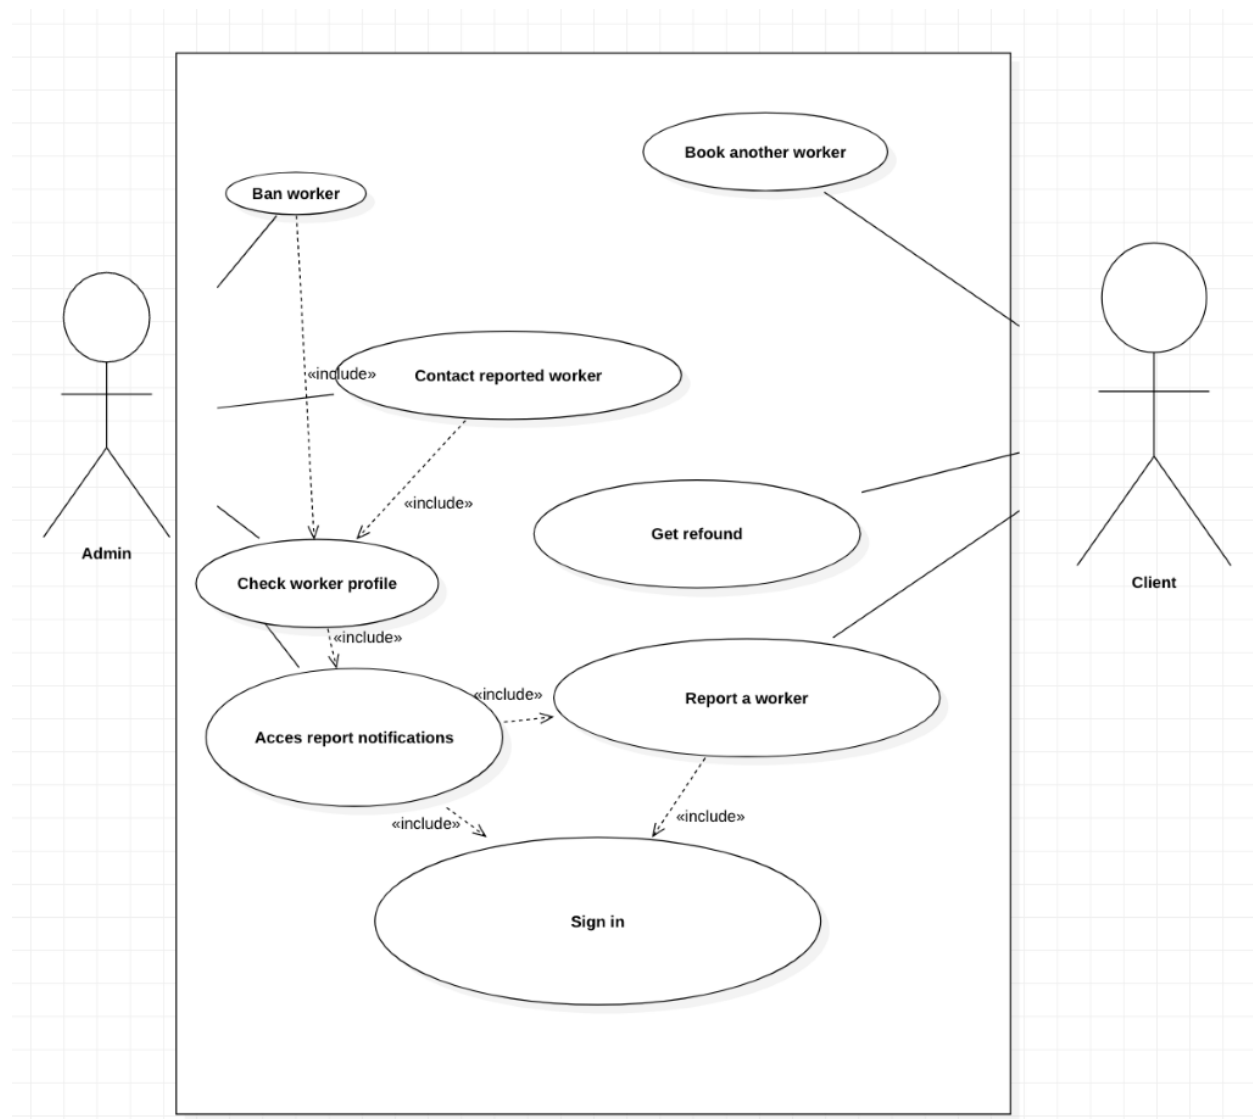 Book another worker
Ban worker
«include»
Contact reported worker
«include»
Get refound
Admin
Check worker profile
Client
«include»
«include»
Report a worker
Acces report notifications
«include»
«include»
Sign in